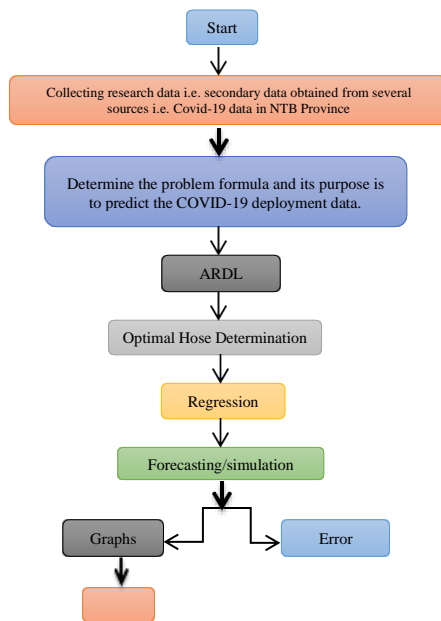 Start
Collecting research data i.e. secondary data obtained from several
sources i.e. Covid-19 data in NTB Province
Determine the problem formula and its purpose is
to predict the COVID-19 deployment data.
ARDL
Optimal Hose Determination
Regression
Forecasting/simulation
Graphs
Error